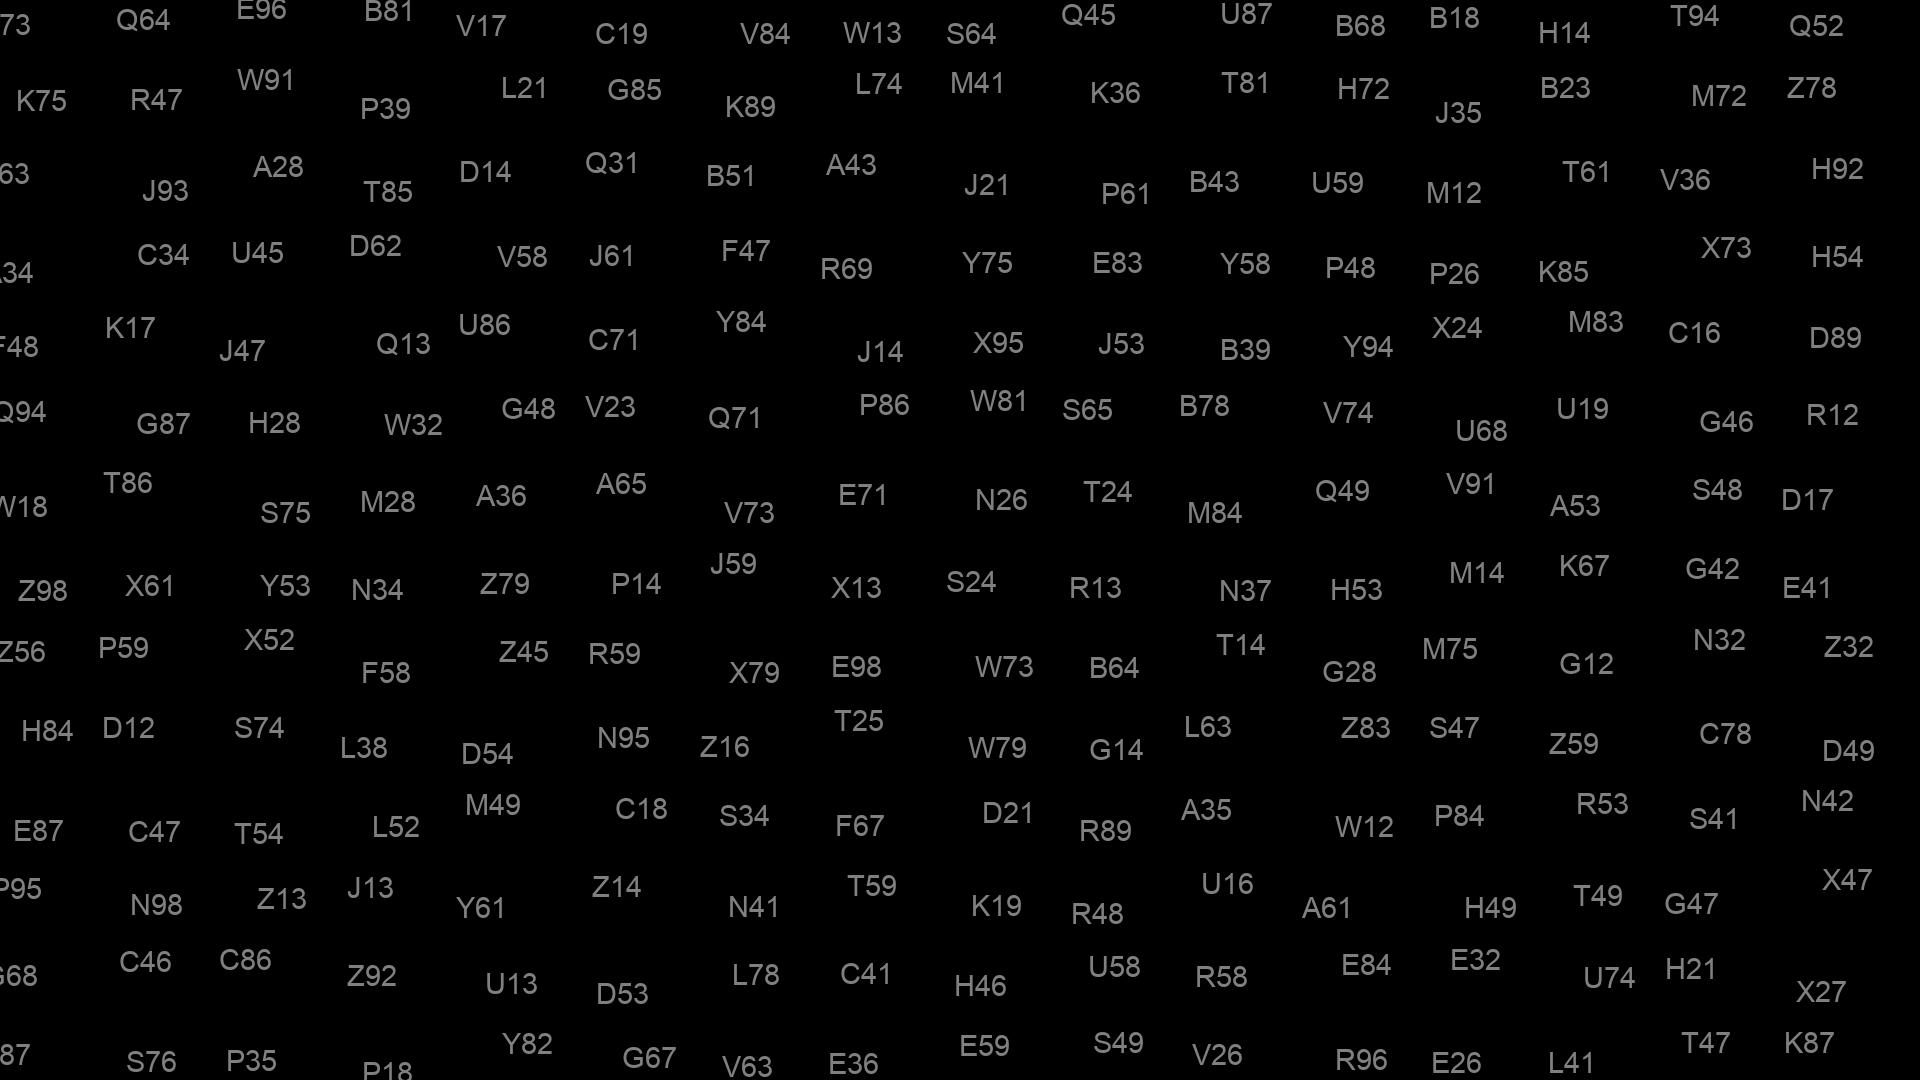 73 Q64 E96 B81 V17 C19 V84 W13 S64 Q45 U87 B68 B18 H14 T94 Q52
K75 R47 W91 P39 L21 G85 K89 L74 M41 K36 T81 H72 J35 B23 M72 Z78
63 J93 A28 T85 D14 Q31 B51 A43 J21 P61 B43 U59 M12 T61 V36 H92
34 C34 U45 D62 V58 J61 F47 R69 Y75 E83 Y58 P48 P26 K85 X73 H54
F48 K17 J47 Q13 U86 C71 Y84 J14 X95 J53 B39 Y94 X24 M83 C16 D89
Q94 G87 H28 W32 G48 V23 Q71 P86 W81 S65 B78 V74 U68 U19 G46 R12
W18 T86 S75 M28 A36 A65 V73 E71 N26 T24 M84 Q49 V91 A53 S48 D17
Z98 X61 Y53 N34 Z79 P14 J59 X13 S24 R13 N37 H53 M14 K67 G42 E41
Z56 P59 X52 F58 Z45 R59 X79 E98 W73 B64 T14 G28 M75 G12 N32 Z32
H84 D12 S74 L38 D54 N95 Z16 T25 W79 G14 L63 Z83 S47 Z59 C78 D49
E87 C47 T54 L52 M49 C18 S34 F67 D21 R89 A35 W12 P84 R53 S41 N42
P95 N98 Z13 J13 Y61 Z14 N41 T59 K19 R48 U16 A61 H49 T49 G47 X47
G68 C46 C86 Z92 U13 D53 L78 C41 H46 U58 R58 E84 E32 U74 H21 X27
87 S76 P35 P18 Y82 G67 V63 E36 E59 S49 V26 R96 E26 L41 T47 K87